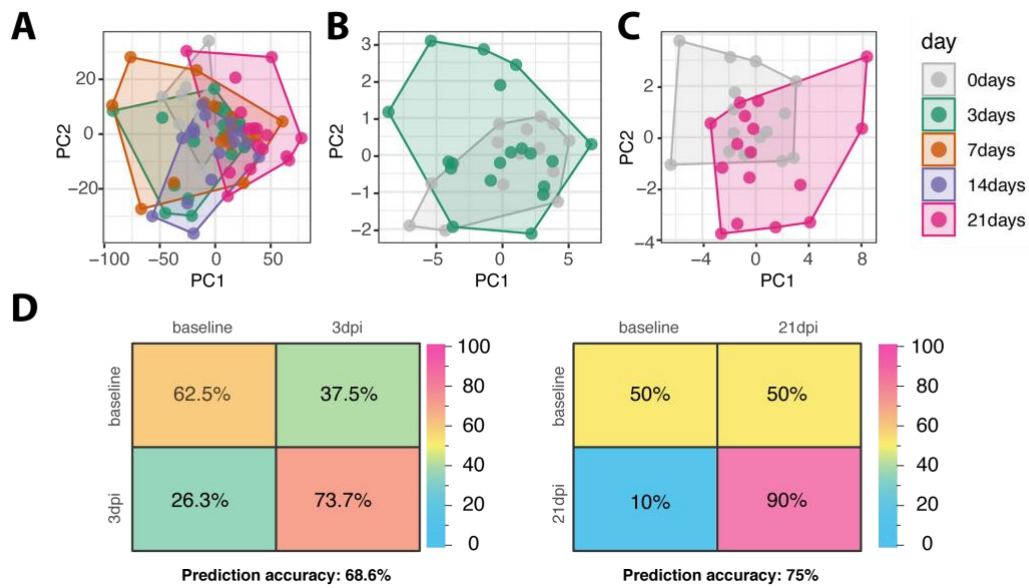 A
B
C
day
0days
3days
7days
14days
21days
PC2
20
0
−20
−100
−50
0
50
PC1
PC2
3
2
1
0
−1
−2
−5
0
5
PC1
PC2
2
0
−2
−4
−4
0
4
8
PC1
D
baseline
3dpi
baseline
62.5%
37.5%
3dpi
26.3%
73.7%
100
80
60
40
20
0
Prediction accuracy: 68.6%
baseline
21dpi
baseline
50%
50%
21dpi
10%
90%
100
80
60
40
20
0
Prediction accuracy: 75%